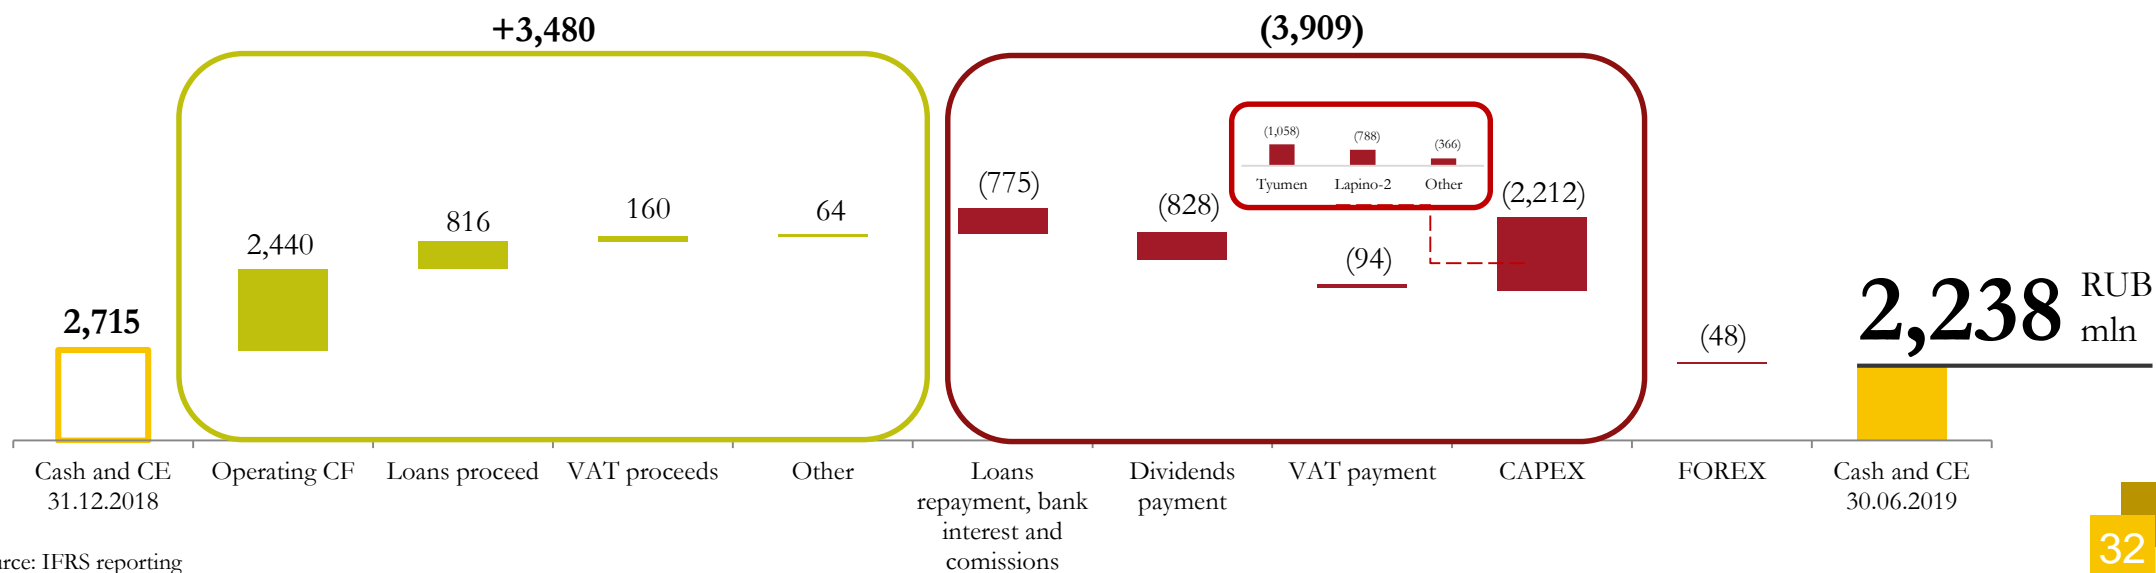 +3,480
(3,909)
(1,058)
(788)
(366)
Tyumen
Lapino-2
Other
2,715
2,440
816
160
64
(775)
(828)
(94)
(2,212)
(48)
2,238
RUB
mln
Cash and CE
31.12.2018
Operating CF
Loans proceed
VAT proceeds
Other
Loans
repayment, bank
interest and
comissions
Dividends
payment
VAT payment
CAPEX
FOREX
Cash and CE
30.06.2019
urce: IFRS reporting
32